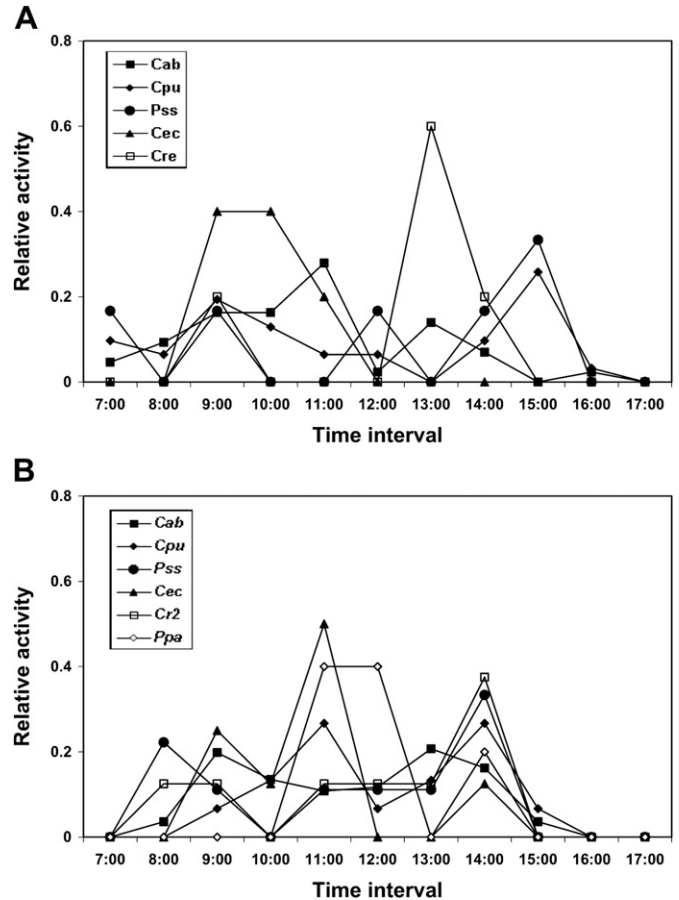 A
0.8
0.6
0.4
0.2
0
Relative activity
Cab
Cpu
Pss
Cec
Cre
7:00 8:00 9:00 10:00 11:00 12:00 13:00 14:00 15:00 16:00 17:00
Time interval
B
0.8
0.6
0.4
0.2
0
Relative activity
Cab
Cpu
Pss
Cec
Cr2
Ppa
7:00 8:00 9:00 10:00 11:00 12:00 13:00 14:00 15:00 16:00 17:00
Time interval